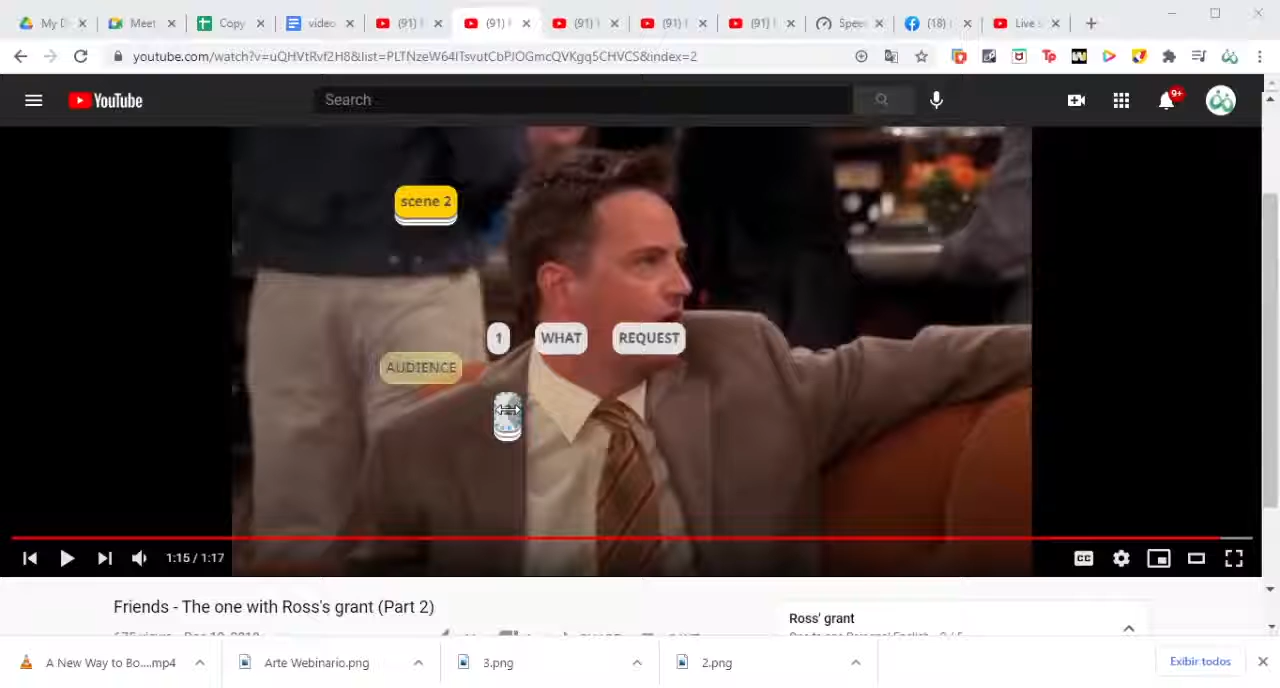 My D
Meet
Copy
video
(91)
(91)
(91)
(91)
(91)
Spee
(18)
Live s
youtube.com/watch?v=uQHVtRvf2H8&list=PLTNzeW64ITsvutCbPJOGmcQVKgq5CHVCS&index=2
YouTube
Search
9+
scene 2
1 WHAT REQUEST
AUDIENCE
1:15 / 1:17
CC
Friends - The one with Ross's grant (Part 2)
Ross' grant
A New Way to Bo....mp4
Arte Webinario.png
3.png
2.png
Exibir todos